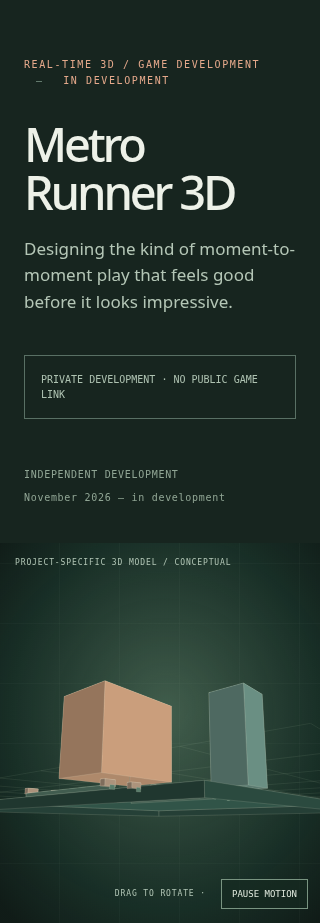 REAL-TIME 3D / GAME DEVELOPMENT
— IN DEVELOPMENT
Metro
Runner 3D
Designing the kind of moment-to-
moment play that feels good
before it looks impressive.
PRIVATE DEVELOPMENT · NO PUBLIC GAME
LINK
INDEPENDENT DEVELOPMENT
November 2026 — in development
PROJECT-SPECIFIC 3D MODEL / CONCEPTUAL
DRAG TO ROTATE ·
PAUSE MOTION